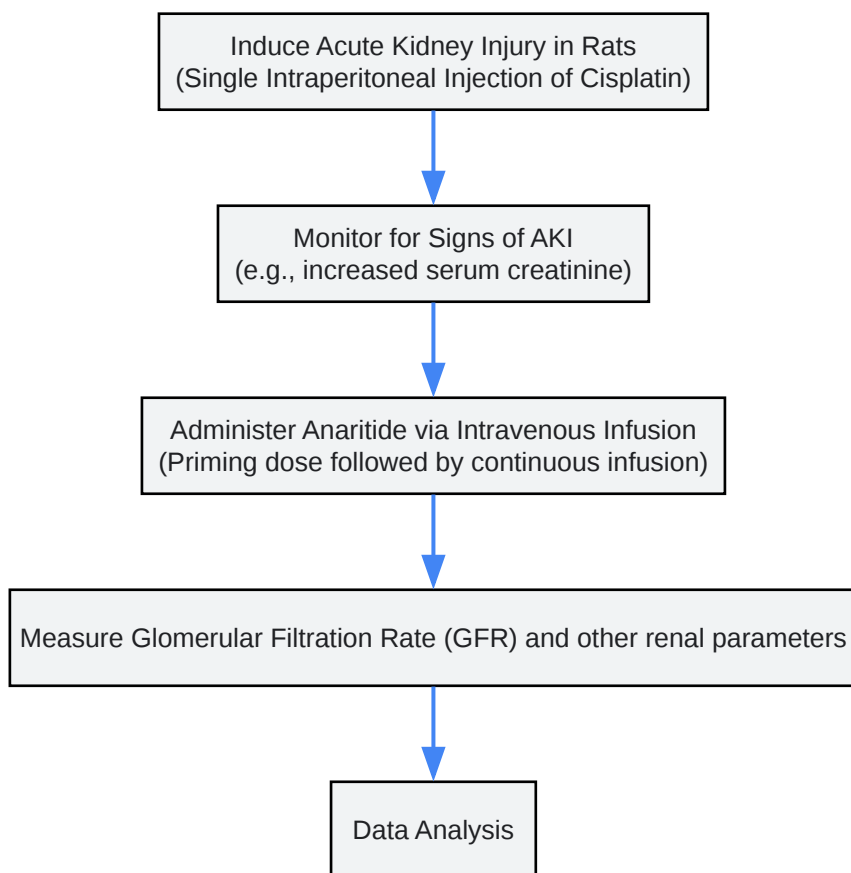 Induce Acute Kidney Injury in Rats
(Single Intraperitoneal Injection of Cisplatin)
Monitor for Signs of AKI
(e.g., increased serum creatinine)
Administer Anaritide via Intravenous Infusion
(Priming dose followed by continuous infusion)
Measure Glomerular Filtration Rate (GFR) and other renal parameters
Data Analysis